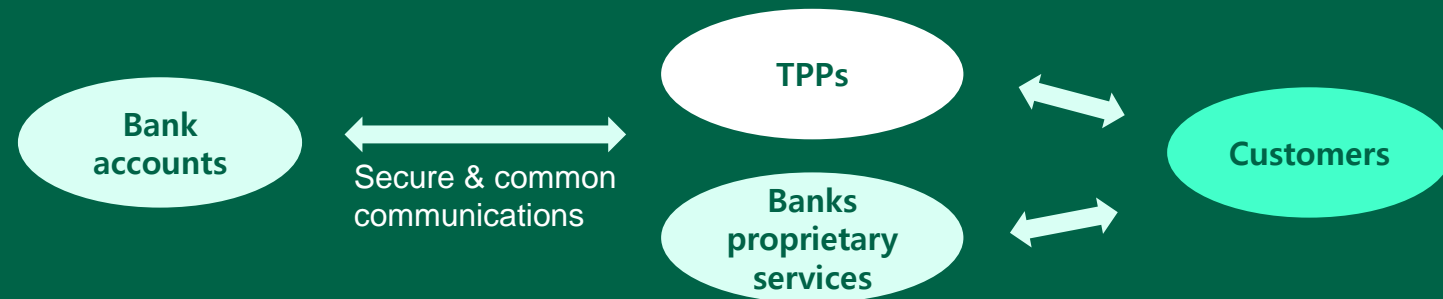 Bank
accounts
Secure & common
communications
TPPs
Banks
proprietary
services
Customers